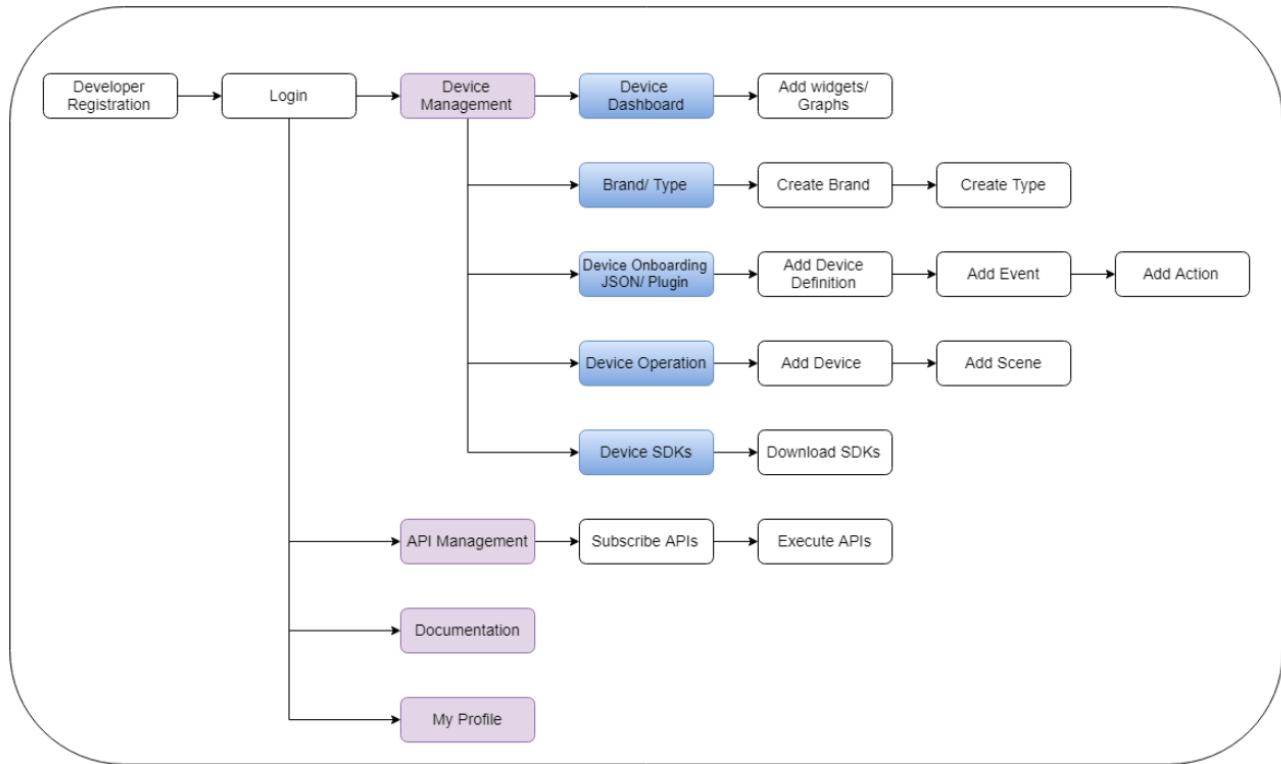 Developer
Registration
Login
Device
Management
Device
Dashboard
Add widgets/
Graphs
Brand/ Type
Create Brand
Create Type
Device Onboarding
JSON/ Plugin
Add Device
Definition
Add Event
Add Action
Device Operation
Add Device
Add Scene
Device SDKs
Download SDKs
API Management
Subscribe APIs
Execute APIs
Documentation
My Profile